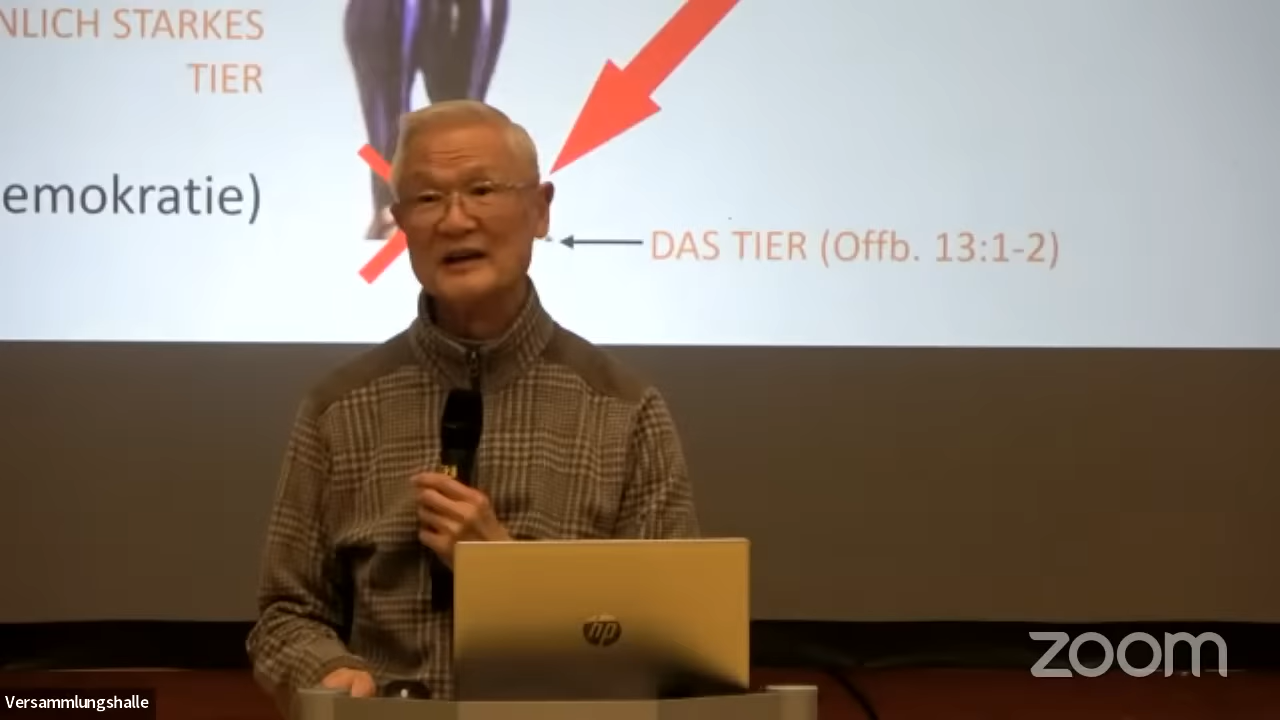 NLICH STARKES
TIER
emokratie)
DAS TIER (Offb. 13:1-2)
hp
zoom
Versammlungshalle